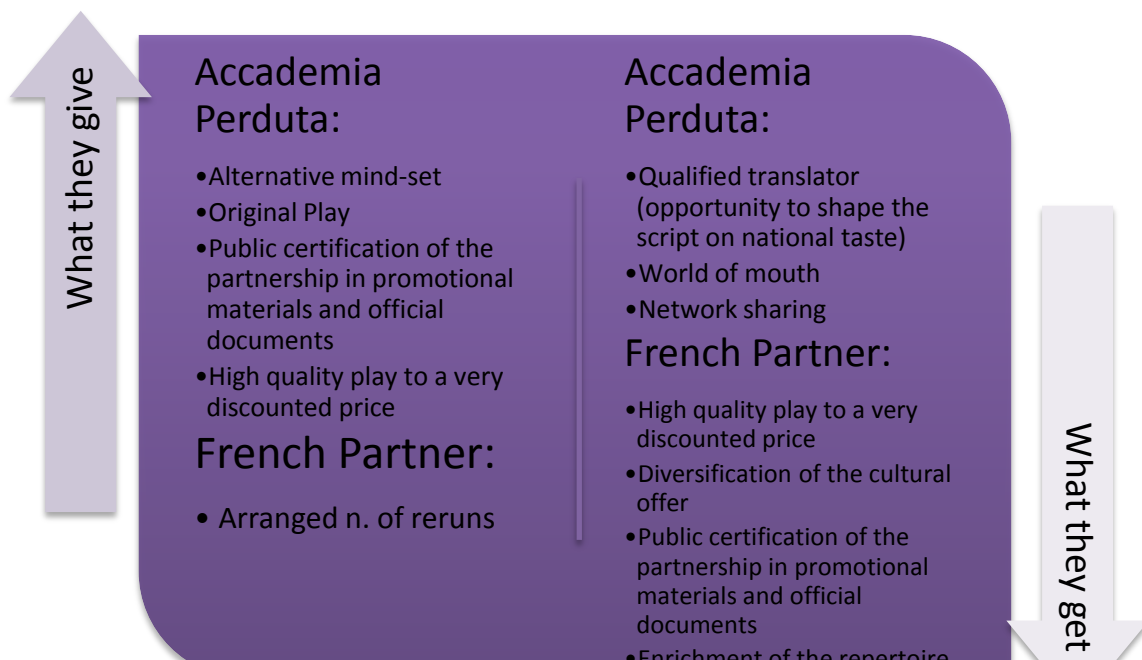 What they give
Accademia
Perduta:
•Alternative mind-set
•Original Play
•Public certification of the
partnership in promotional
materials and official
documents
•High quality play to a very
discounted price
French Partner:
• Arranged n. of reruns
Accademia
Perduta:
•Qualified translator
(opportunity to shape the
script on national taste)
•World of mouth
•Network sharing
French Partner:
•High quality play to a very
discounted price
•Diversification of the cultural
offer
•Public certification of the
partnership in promotional
materials and official
documents
•Enrichment of the repertoire
What they get